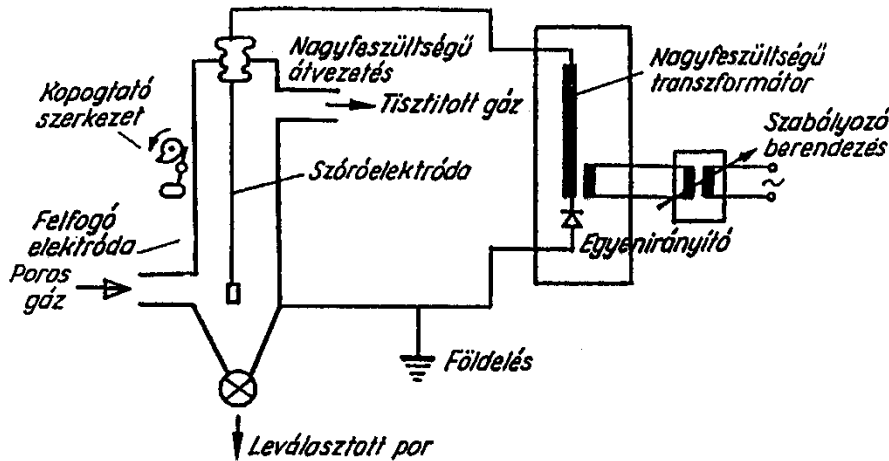 Nagyfeszültségű
átvezetés
Nagyfeszültségű
transzformátor
Kopogtató
szerkezet
Tisztított gáz
Szabályozó
berendezés
~
Szóróelektróda
Felfogó
elektróda
Egyenirányító
Poros
gáz
Földelés
Leválasztott por